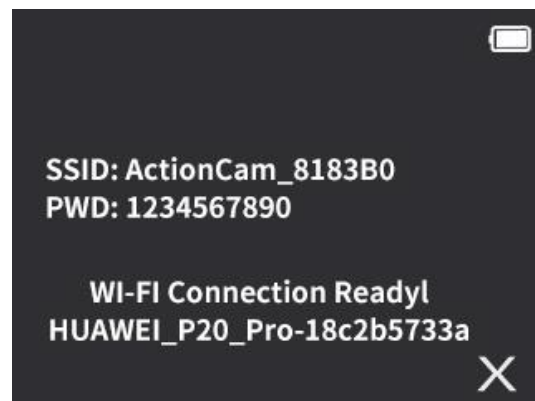 SSID: ActionCam_8183B0
PWD: 1234567890
WI-FI Connection Readyl
HUAWEI_P20_Pro-18c2b5733a